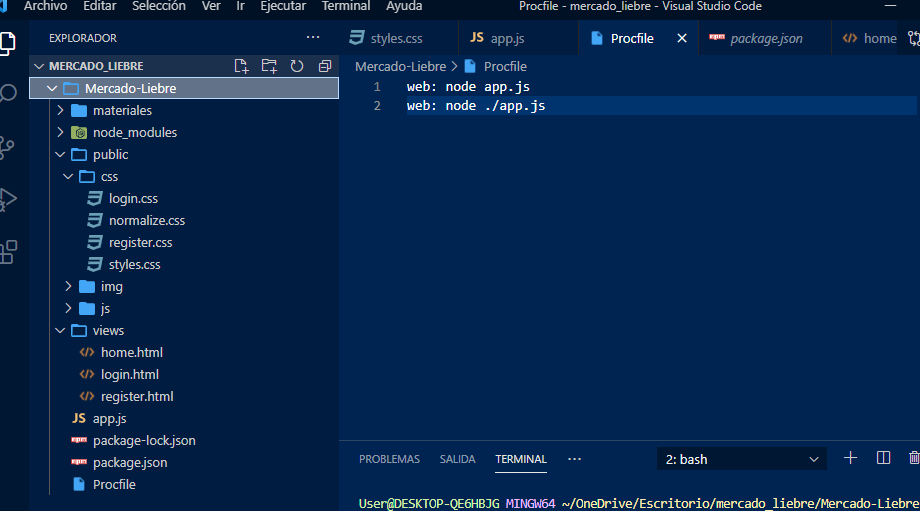 Archivo Editar Selección Ver Ir Ejecutar Terminal Ayuda Procfile - mercado_liebre - Visual Studio Code
EXPLORADOR
styles.css app.js Procfile package.json home
MERCADO_LIEBRE
Mercado-Liebre > Procfile
Mercado-Liebre
materiales
node_modules
public
css
login.css
normalize.css
register.css
styles.css
img
js
views
home.html
login.html
register.html
app.js
package-lock.json
package.json
Procfile
1 web: node app.js
2 web: node ./app.js
PROBLEMAS SALIDA TERMINAL 2: bash
User@DESKTOP-QE6HBJG MINGW64 ~/OneDrive/Escritorio/mercado_liebre/Mercado-Liebre